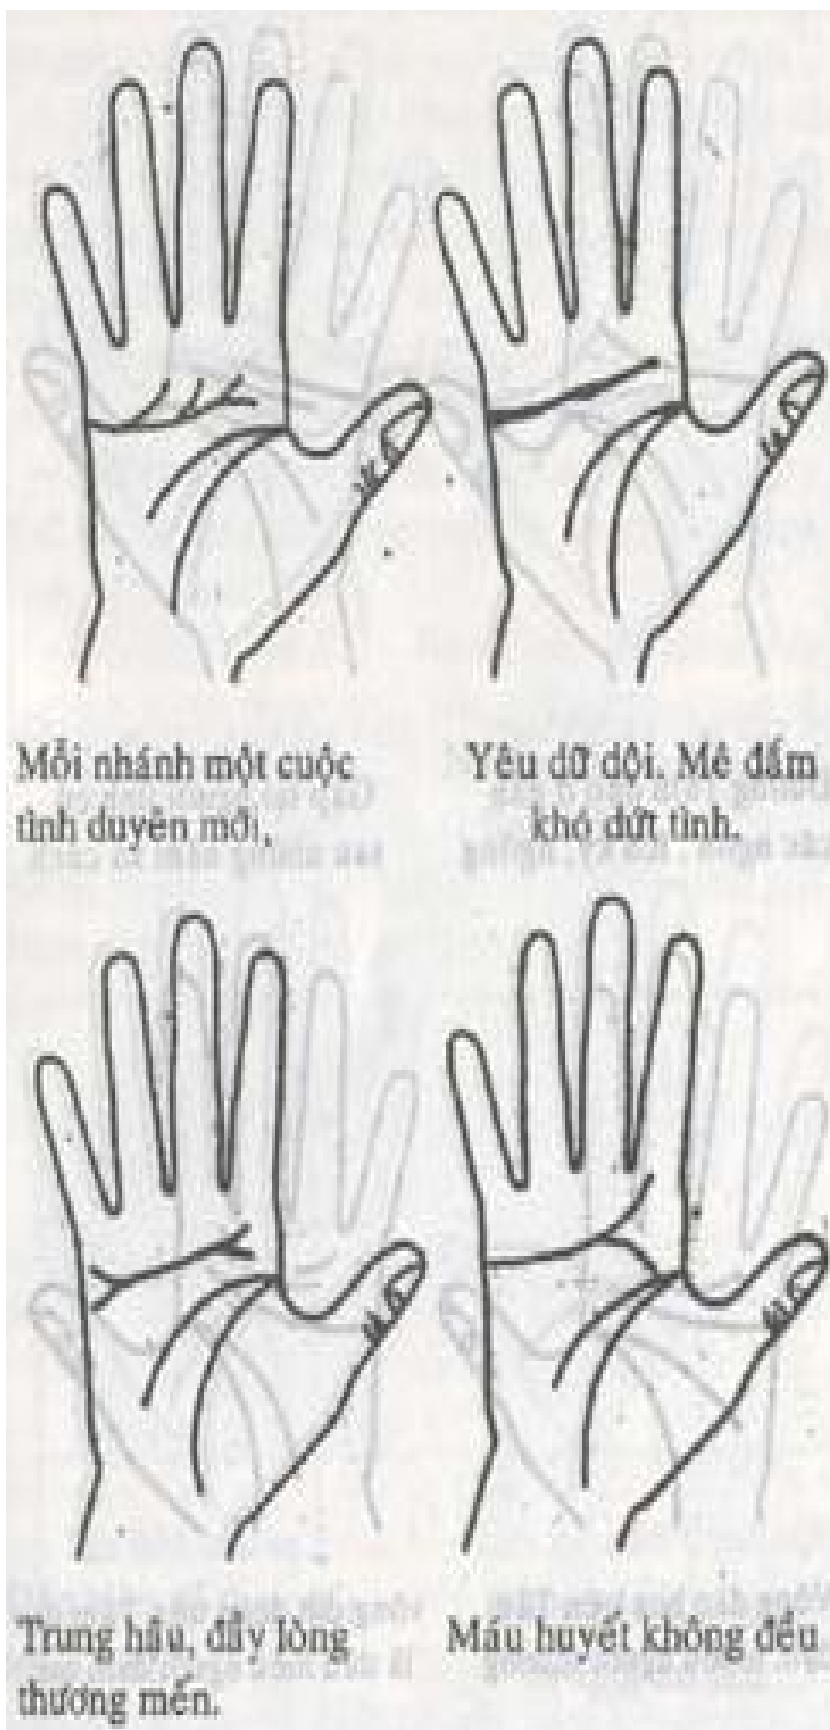 Mỗi nhánh một cuộc
tình duyên mới.
Yêu dữ dội. Mê đắm
khó dứt tình.
Trung hậu, đầy lòng
thương mến.
Máu huyết không đều